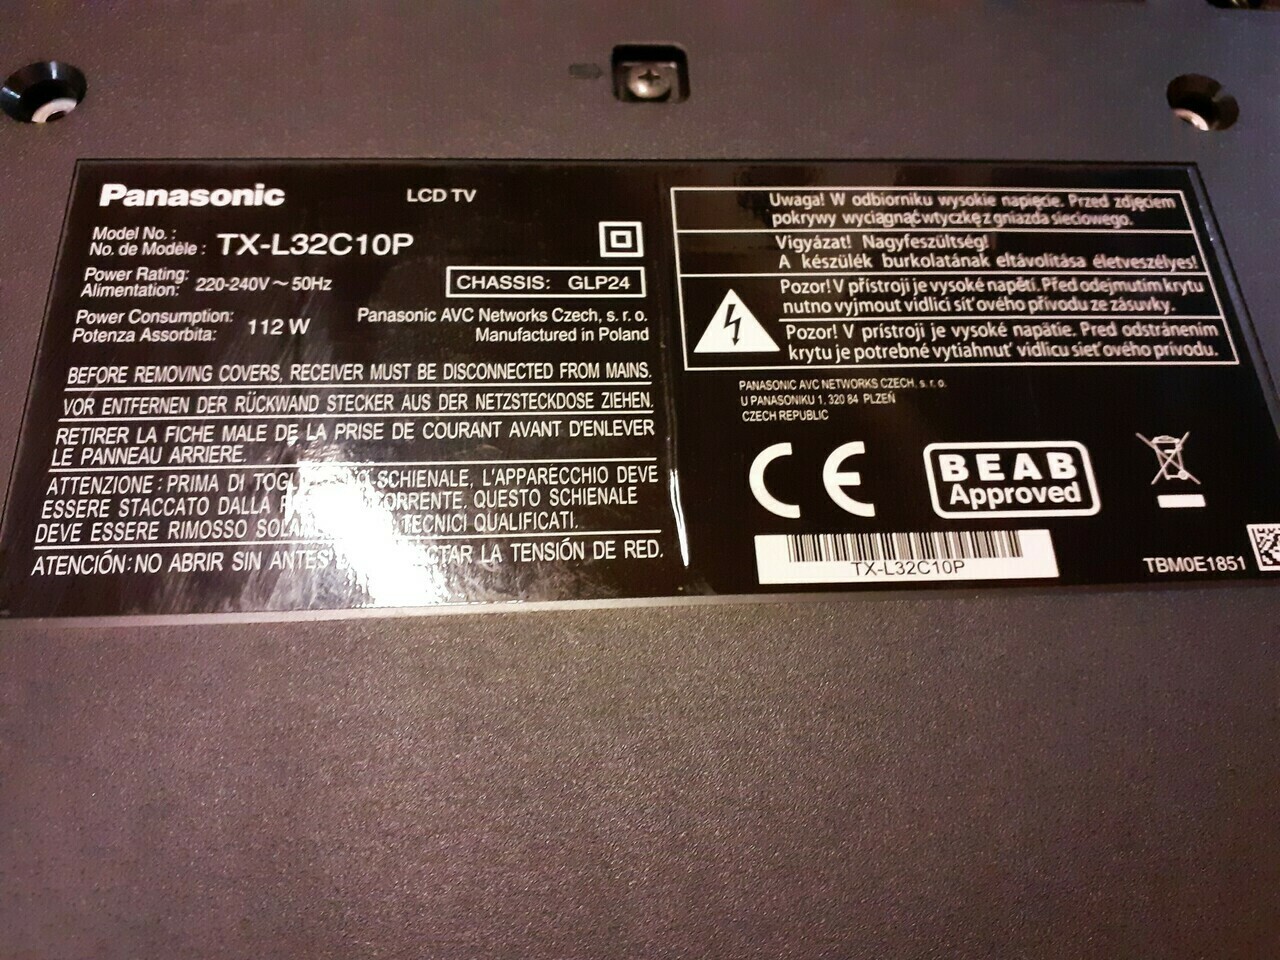 Panasonic
LCD TV
Model No. :
No. de Modèle : TX-L32C10P
Power Rating:
Alimentation: 220-240V ~ 50Hz
CHASSIS: GLP24
Power Consumption:
Potenza Assorbita: 112 W
Panasonic AVC Networks Czech, s. r. o.
Manufactured in Poland
BEFORE REMOVING COVERS, RECEIVER MUST BE DISCONNECTED FROM MAINS.
VOR ENTFERNEN DER RÜCKWAND STECKER AUS DER NETZSTECKDOSE ZIEHEN.
RETIRER LA FICHE MALE DE LA PRISE DE COURANT AVANT D'ENLEVER
LE PANNEAU ARRIERE.
ATTENZIONE : PRIMA DI SCHIENALE, L'APPARECCHIO DEVE
ESSERE STACCATO DALLA CORRENTE. QUESTO SCHIENALE
DEVE ESSERE RIMOSSO TECNICI QUALIFICATI.
ATENCIÓN: NO ABRIR SIN ANTES LA TENSIÓN DE RED.
Uwaga! W odbiorniku wysokie napięcie. Przed zdjęciem
pokrywy wyciągnąć wtyczkę z gniazda sieciowego.
Vigyázat! Nagyfeszültség!
A készülék burkolatának eltávolítása életveszélyes!
Pozor! V přístroji je vysoké napětí. Před odejmutím krytu
nutno vyjmout vidlici síťového přívodu ze zásuvky.
Pozor! V prístroji je vysoké napätie. Pred odstránením
krytu je potrebné vytiahnuť vidlicu sieťového prívodu.
PANASONIC AVC NETWORKS CZECH, s. r. o.
U PANASONIKU 1, 320 84 PLZEŇ
CZECH REPUBLIC
CE
BEAB
Approved
TX-L32C10P
TBM0E1851